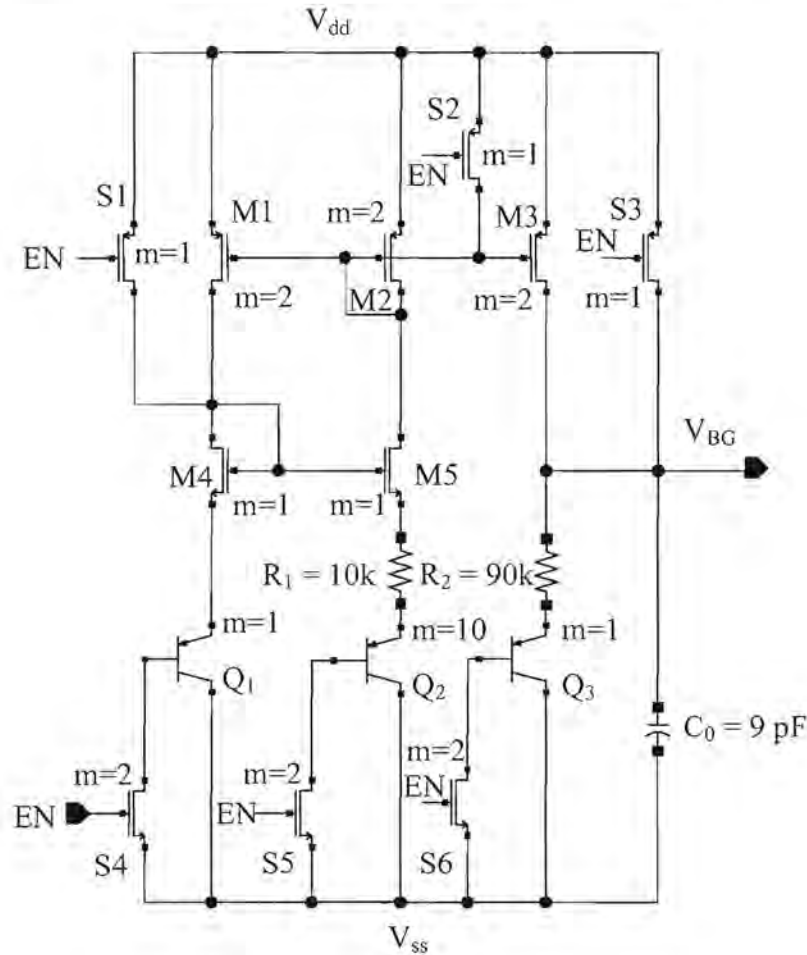 V_dd
S2
EN
m=1
S1
M1
m=2
M3
S3
EN
EN
m=1
m=2
M2
m=2
m=1
V_BG
M4
m=1
m=1
M5
R_1 = 10k
R_2 = 90k
m=1
m=10
m=1
Q_1
Q_2
Q_3
C_0 = 9 pF
m=2
m=2
m=2
EN
EN
EN
S4
S5
S6
V_ss